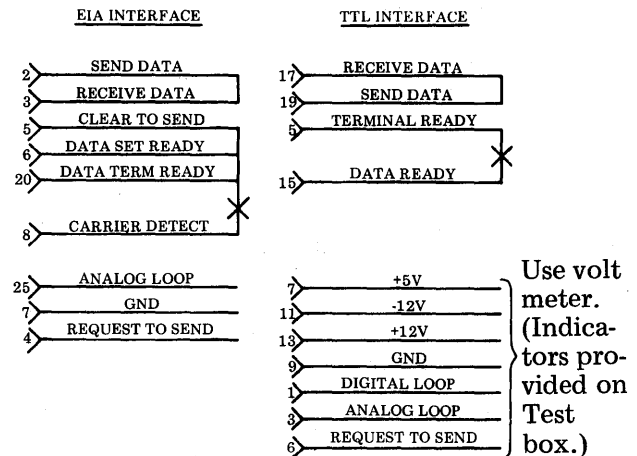 EIA INTERFACE
2 SEND DATA
3 RECEIVE DATA
5 CLEAR TO SEND
6 DATA SET READY
20 DATA TERM READY
8 CARRIER DETECT
25 ANALOG LOOP
7 GND
4 REQUEST TO SEND
TTL INTERFACE
17 RECEIVE DATA
19 SEND DATA
5 TERMINAL READY
15 DATA READY
7 +5V
11 -12V
13 +12V
9 GND
1 DIGITAL LOOP
3 ANALOG LOOP
6 REQUEST TO SEND
Use volt
meter.
(Indica-
tors pro-
vided on
Test
box.)